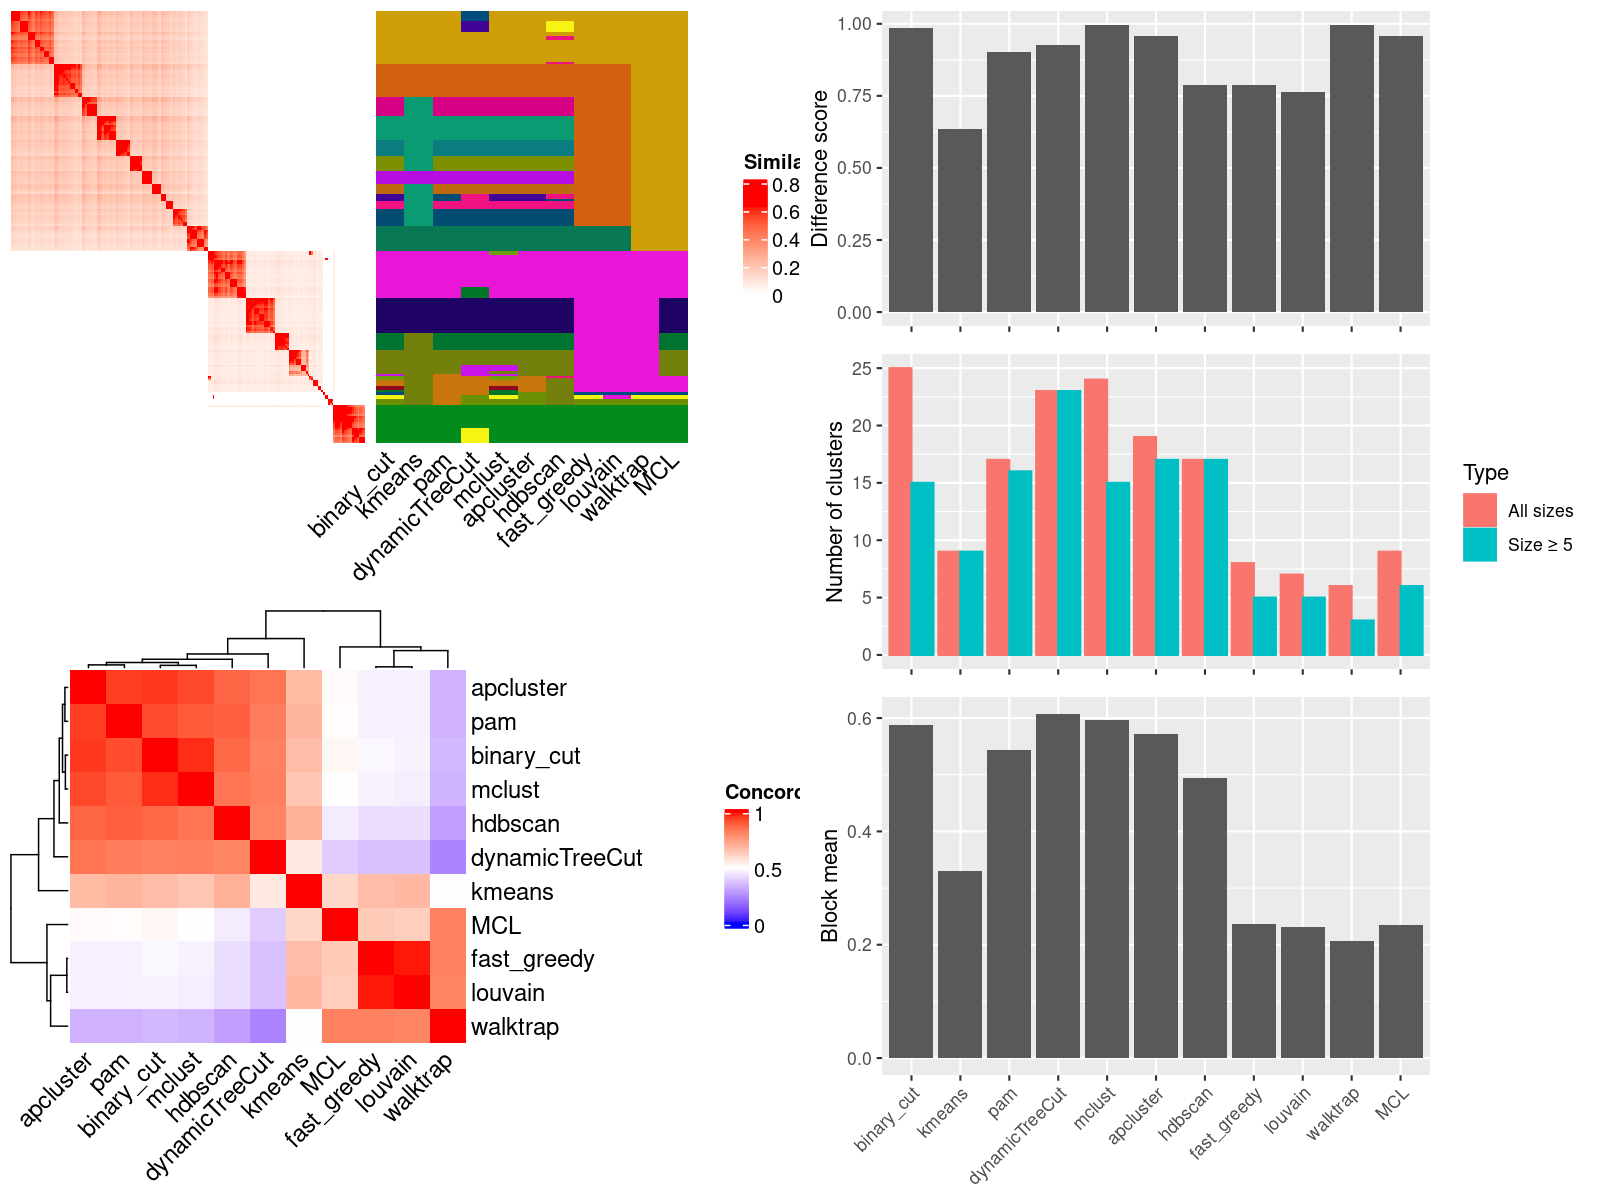 Simila
0.8
0.6
0.4
0.2
0
binary_cut
kmeans
pam
dynamicTreeCut
mclust
apcluster
hdbscan
fast_greedy
louvain
walktrap
MCL
Difference score
1.00
0.75
0.50
0.25
0.00
Number of clusters
25
20
15
10
5
0
Type
All sizes
Size ≥ 5
apcluster
pam
binary_cut
mclust
hdbscan
dynamicTreeCut
kmeans
MCL
fast_greedy
louvain
walktrap
apcluster
pam
binary_cut
mclust
hdbscan
dynamicTreeCut
kmeans
MCL
fast_greedy
louvain
walktrap
Concord
1
0.5
0
Block mean
0.6
0.4
0.2
0.0
binary_cut
kmeans
pam
dynamicTreeCut
mclust
apcluster
hdbscan
fast_greedy
louvain
walktrap
MCL